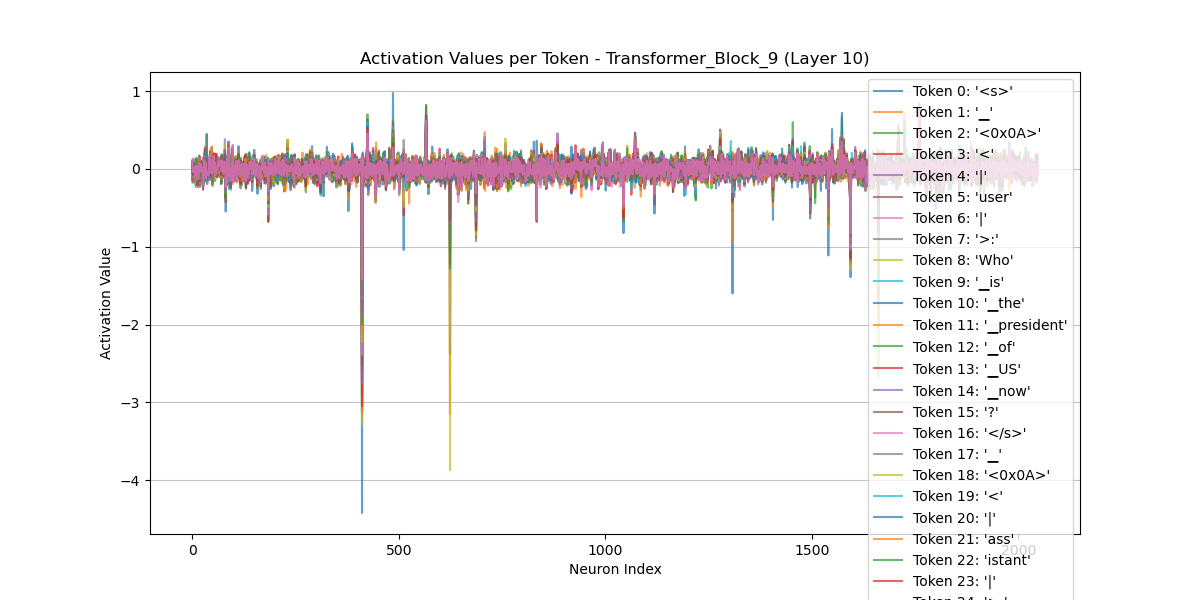 Activation Values per Token - Transformer_Block_9 (Layer 10)
Activation Value
1
0
−1
−2
−3
−4
0
500
1000
1500
2000
Neuron Index
Token 0: '<s>'
Token 1: '▁'
Token 2: '<0x0A>'
Token 3: '<'
Token 4: '|'
Token 5: 'user'
Token 6: '|'
Token 7: '>:'
Token 8: 'Who'
Token 9: '▁is'
Token 10: '▁the'
Token 11: '▁president'
Token 12: '▁of'
Token 13: '▁US'
Token 14: '▁now'
Token 15: '?'
Token 16: '</s>'
Token 17: '▁'
Token 18: '<0x0A>'
Token 19: '<'
Token 20: '|'
Token 21: 'ass'
Token 22: 'istant'
Token 23: '|'